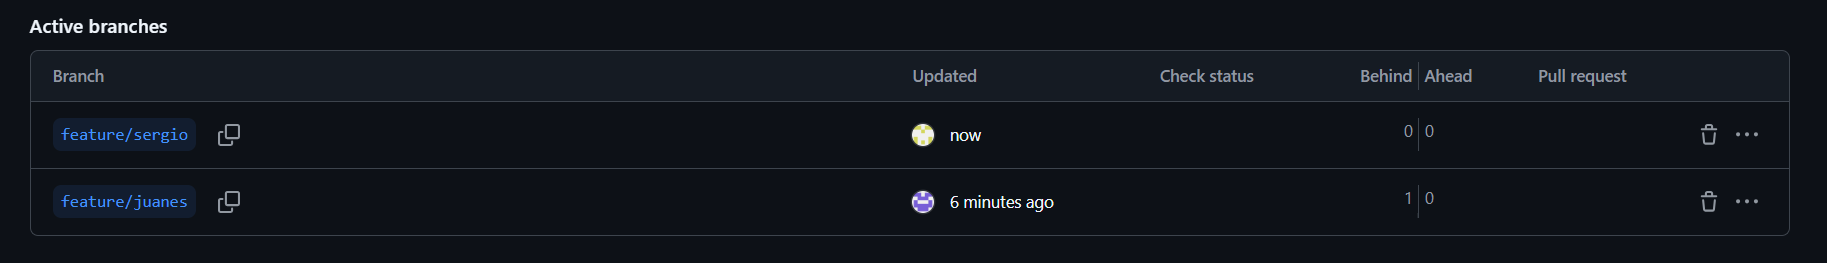 Active branches
Branch Updated Check status Behind Ahead Pull request
feature/sergio now 0 0
feature/juanes 6 minutes ago 1 0